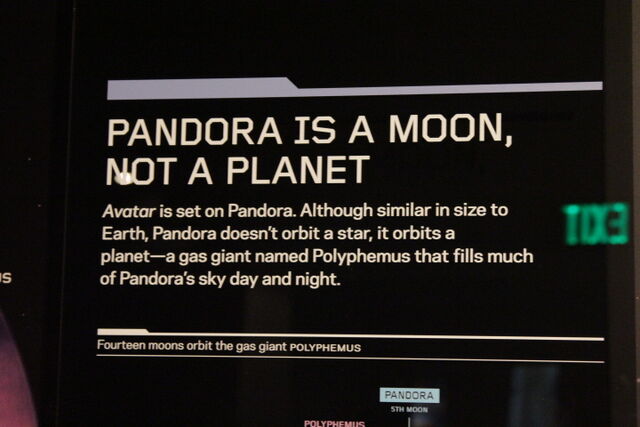 PANDORA IS A MOON,
NOT A PLANET
Avatar is set on Pandora. Although similar in size to
Earth, Pandora doesn't orbit a star, it orbits a
planet—a gas giant named Polyphemus that fills much
of Pandora's sky day and night.
EXIT
US
Fourteen moons orbit the gas giant POLYPHEMUS
PANDORA
5TH MOON
POLYPHEMUS